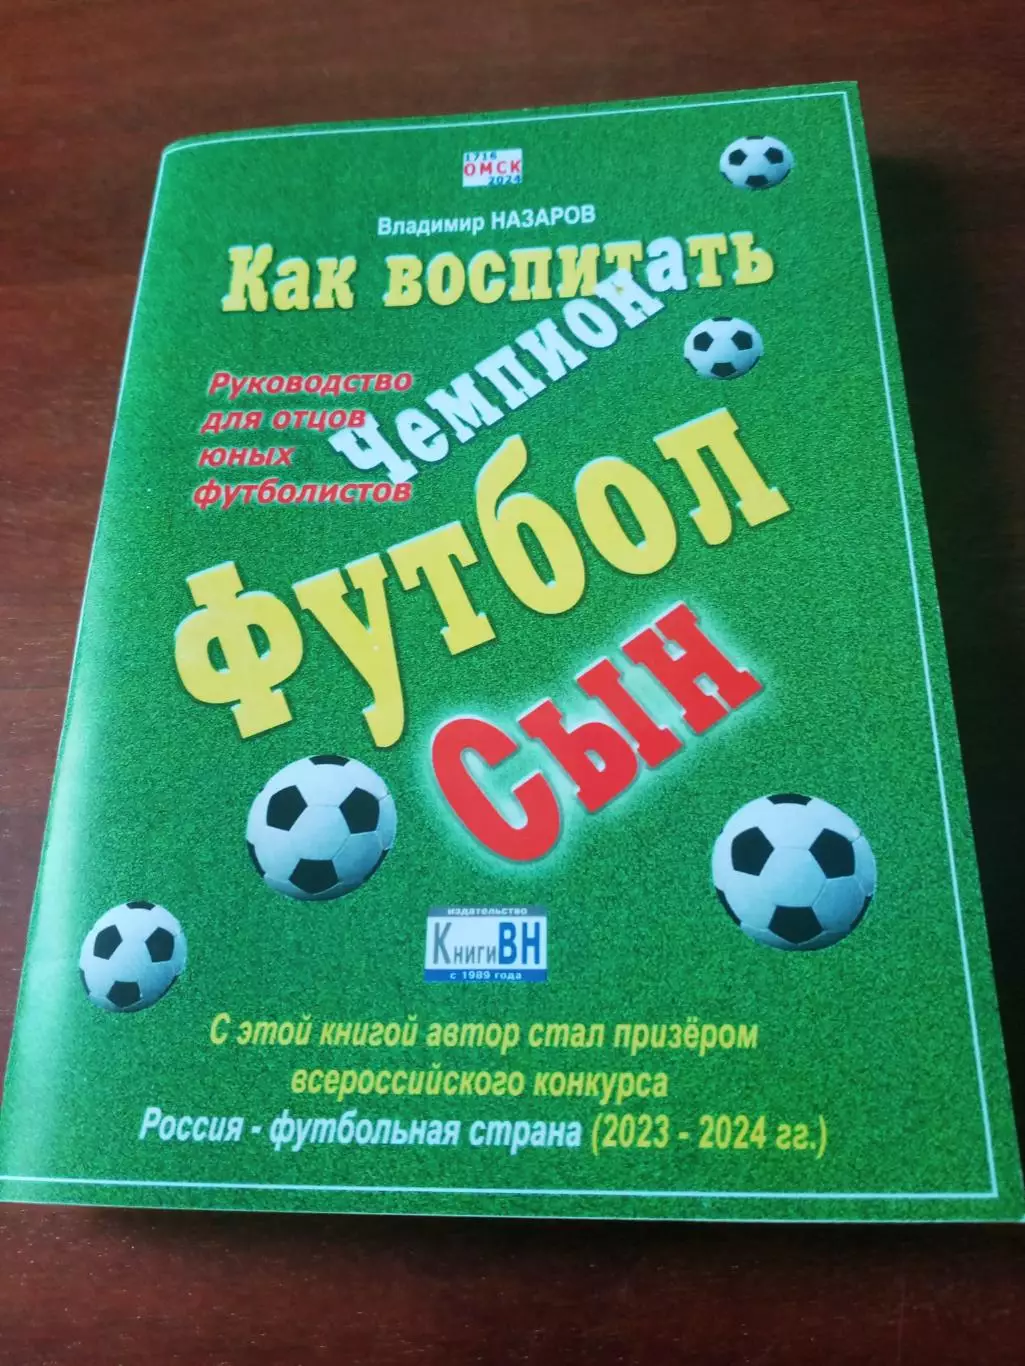 1716
ОМСК
2024
Владимир НАЗАРОВ
Как воспитать
Чемпиона
Руководство
для отцов
юных
футболистов
Футбол
Сын
издательство
КнигиВН
с 1989 года
С этой книгой автор стал призёром
всероссийского конкурса
Россия - футбольная страна (2023 - 2024 гг.)